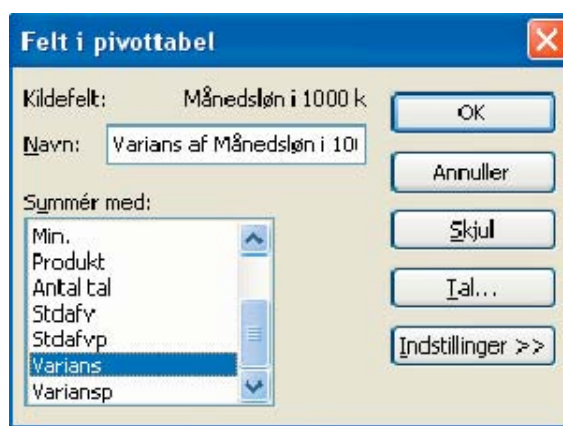 Felt i pivottabel
Kildefelt: Månedsløn i 1000 k
Navn: Varians af Månedsløn i 10
Summér med:
Min.
Produkt
Antal tal
Stdafv
Stdafvp
Varians
Variansp
OK
Annuller
Skjul
Tal...
Indstillinger >>